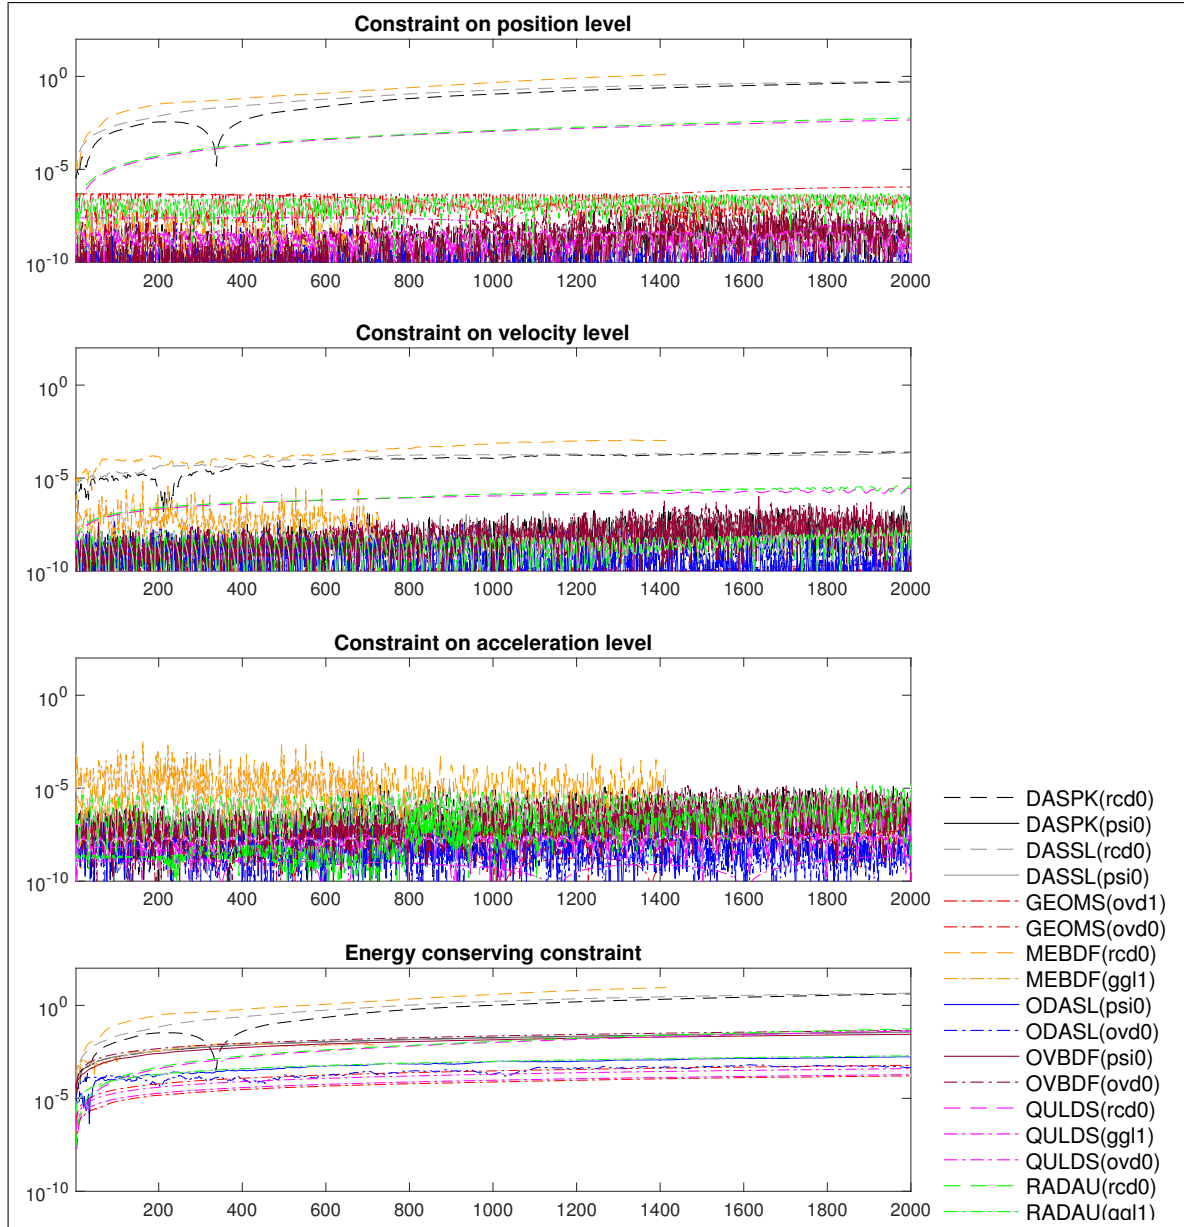 Constraint on position level
10^0
10^-5
10^-10
200 400 600 800 1000 1200 1400 1600 1800 2000
Constraint on velocity level
10^0
10^-5
10^-10
200 400 600 800 1000 1200 1400 1600 1800 2000
Constraint on acceleration level
10^0
10^-5
10^-10
200 400 600 800 1000 1200 1400 1600 1800 2000
Energy conserving constraint
10^0
10^-5
10^-10
200 400 600 800 1000 1200 1400 1600 1800 2000
DASPK(rcd0)
DASPK(psi0)
DASSL(rcd0)
DASSL(psi0)
GEOMS(ovd1)
GEOMS(ovd0)
MEBDF(rcd0)
MEBDF(ggl1)
ODASL(psi0)
ODASL(ovd0)
OVBDF(psi0)
OVBDF(ovd0)
QULDS(rcd0)
QULDS(ggl1)
QULDS(ovd0)
RADAU(rcd0)
RADAU(ggl1)